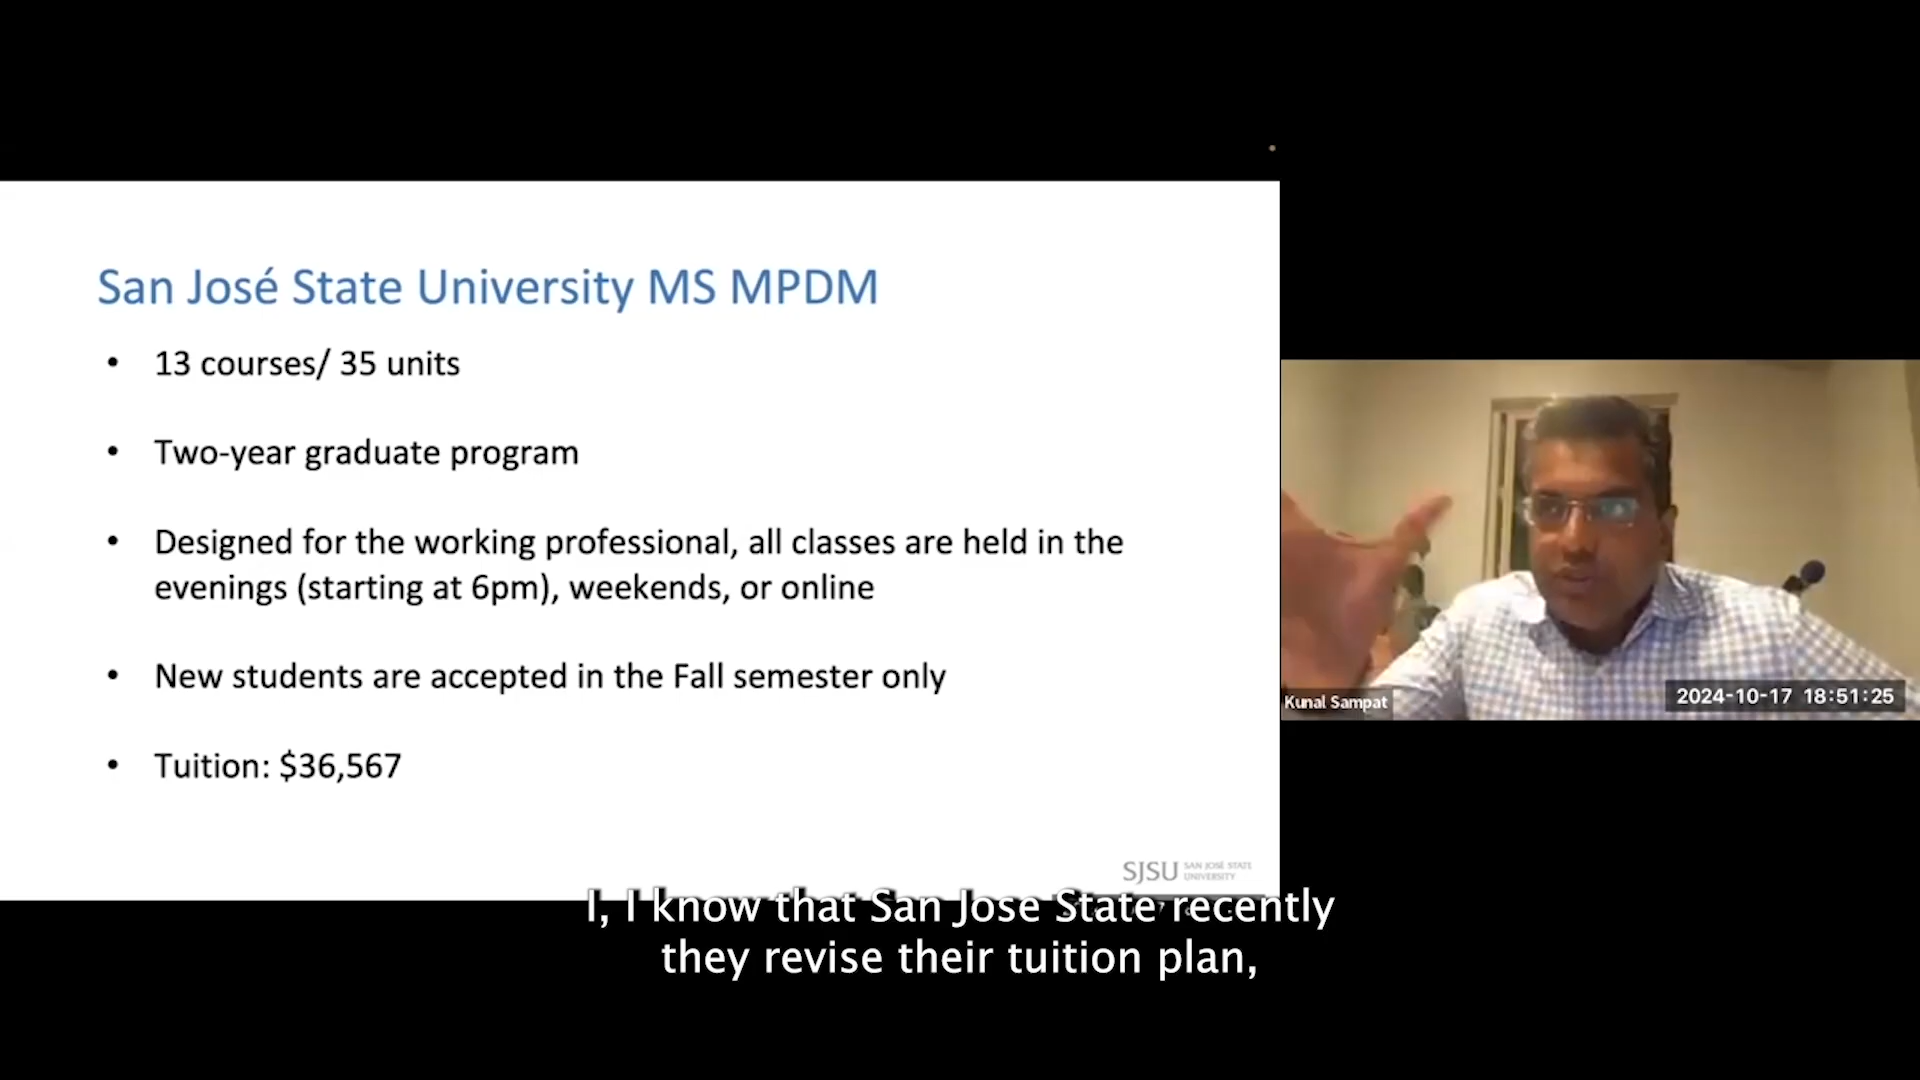 San José State University MS MPDM
• 13 courses/ 35 units
• Two-year graduate program
• Designed for the working professional, all classes are held in the
evenings (starting at 6pm), weekends, or online
• New students are accepted in the Fall semester only
• Tuition: $36,567
SJSU SAN JOSÉ STATE
UNIVERSITY
Kunal Sampat
2024-10-17 18:51:25
I, I know that San Jose State recently
they revise their tuition plan,